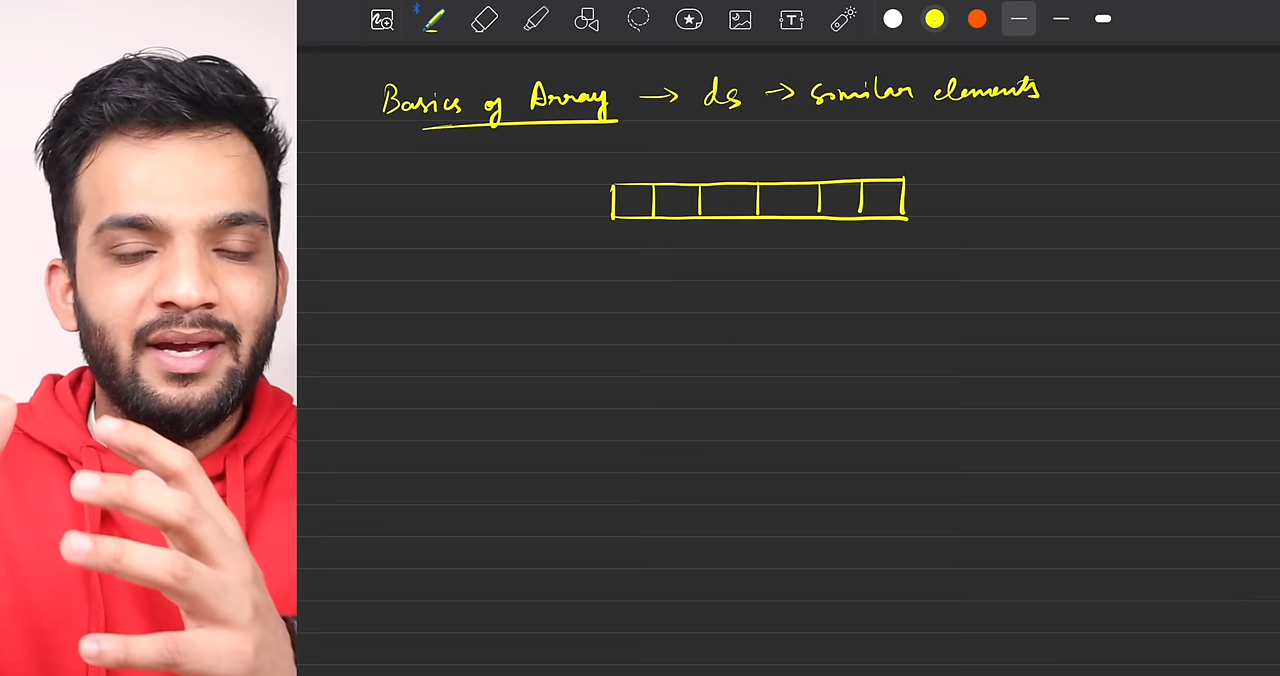 Basics of Array → ds → similar elements